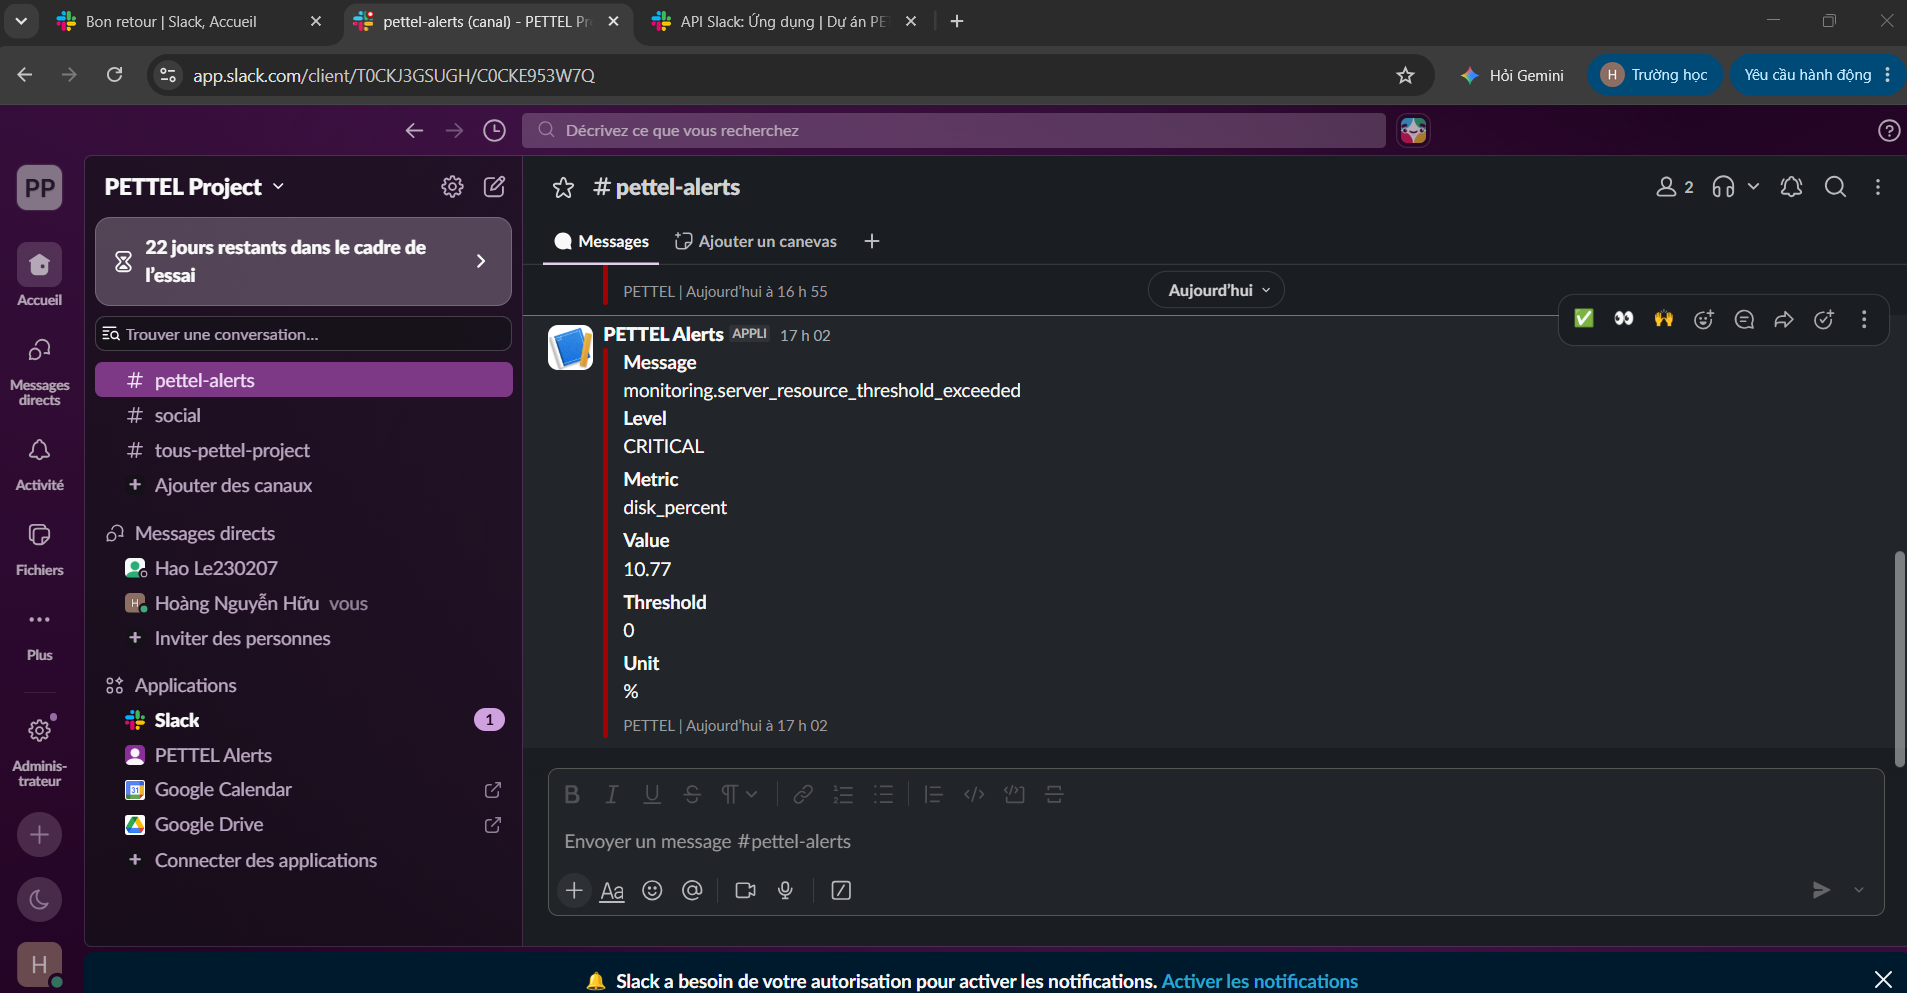 Bon retour | Slack, Accueil
pettel-alerts (canal) - PETTEL Pr
API Slack: Ứng dụng | Dự án PE
app.slack.com/client/T0CKJ3GSUGH/C0CKE953W7Q
Hỏi Gemini
H
Trường học
Yêu cầu hành động
Décrivez ce que vous recherchez
PP
Accueil
Messages
directs
Activité
Fichiers
Plus
Adminis-
trateur
H
PETTEL Project
22 jours restants dans le cadre de
l’essai
Trouver une conversation...
# pettel-alerts
# social
# tous-pettel-project
+ Ajouter des canaux
Messages directs
Hao Le230207
H Hoàng Nguyễn Hữu vous
+ Inviter des personnes
Applications
Slack 1
PETTEL Alerts
31 Google Calendar
Google Drive
+ Connecter des applications
# pettel-alerts
2
Messages
Ajouter un canevas
PETTEL | Aujourd’hui à 16 h 55
Aujourd’hui
PETTEL Alerts APPLI 17 h 02
Message
monitoring.server_resource_threshold_exceeded
Level
CRITICAL
Metric
disk_percent
Value
10.77
Threshold
0
Unit
%
PETTEL | Aujourd’hui à 17 h 02
B I U S
Envoyer un message #pettel-alerts
Aa
Slack a besoin de votre autorisation pour activer les notifications. Activer les notifications